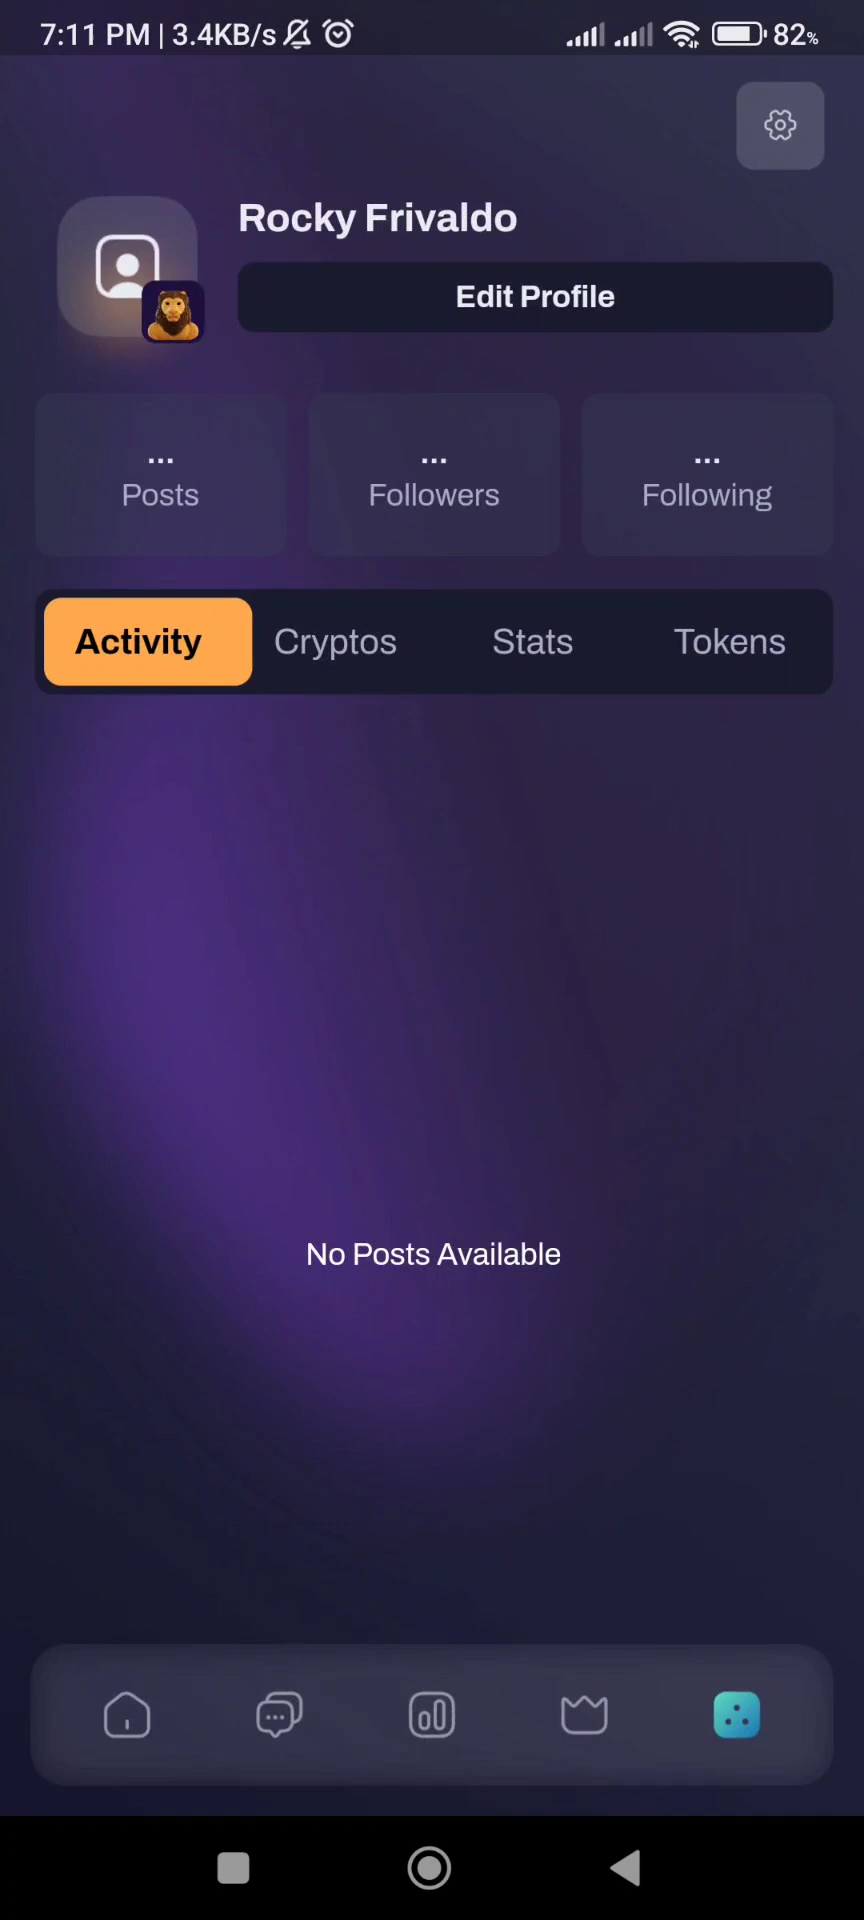 7:11 PM | 3.4KB/s 82%
Rocky Frivaldo
Edit Profile
... ... ...
Posts Followers Following
Activity Cryptos Stats Tokens
No Posts Available